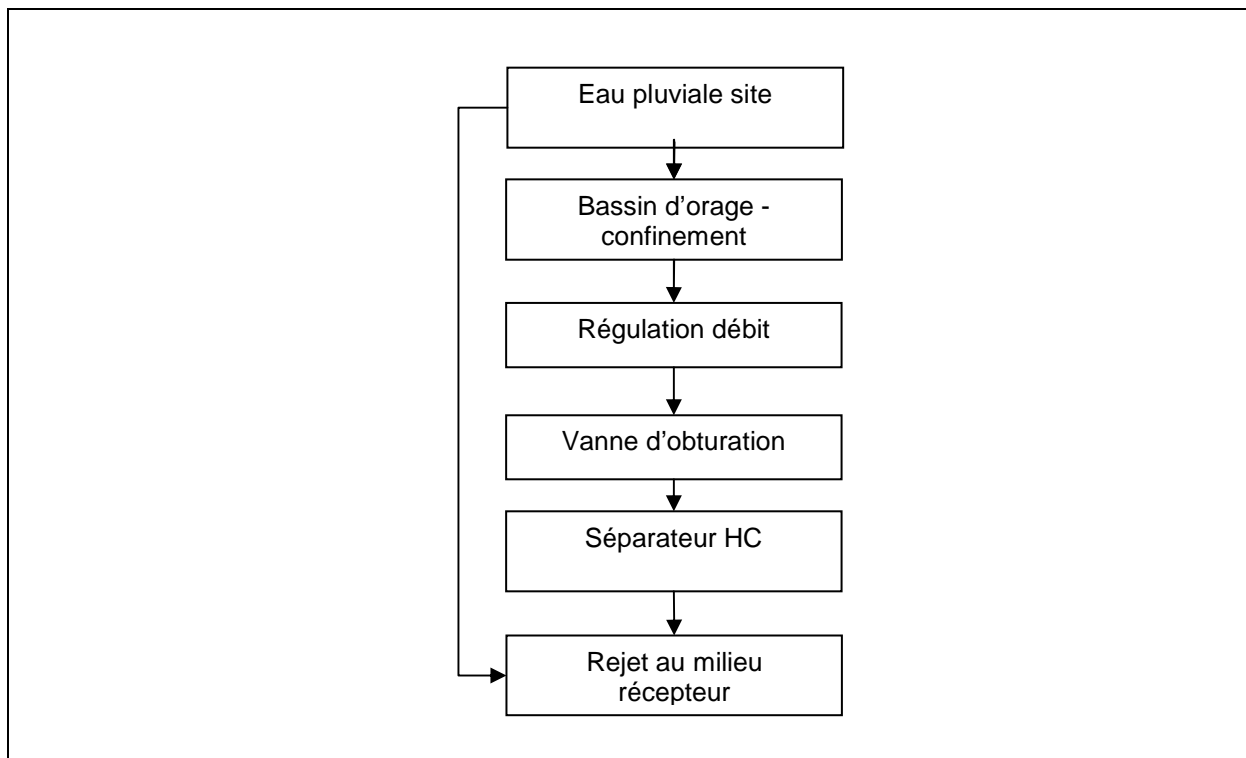 Eau pluviale site
Bassin d'orage -
confinement
Régulation débit
Vanne d'obturation
Séparateur HC
Rejet au milieu
récepteur